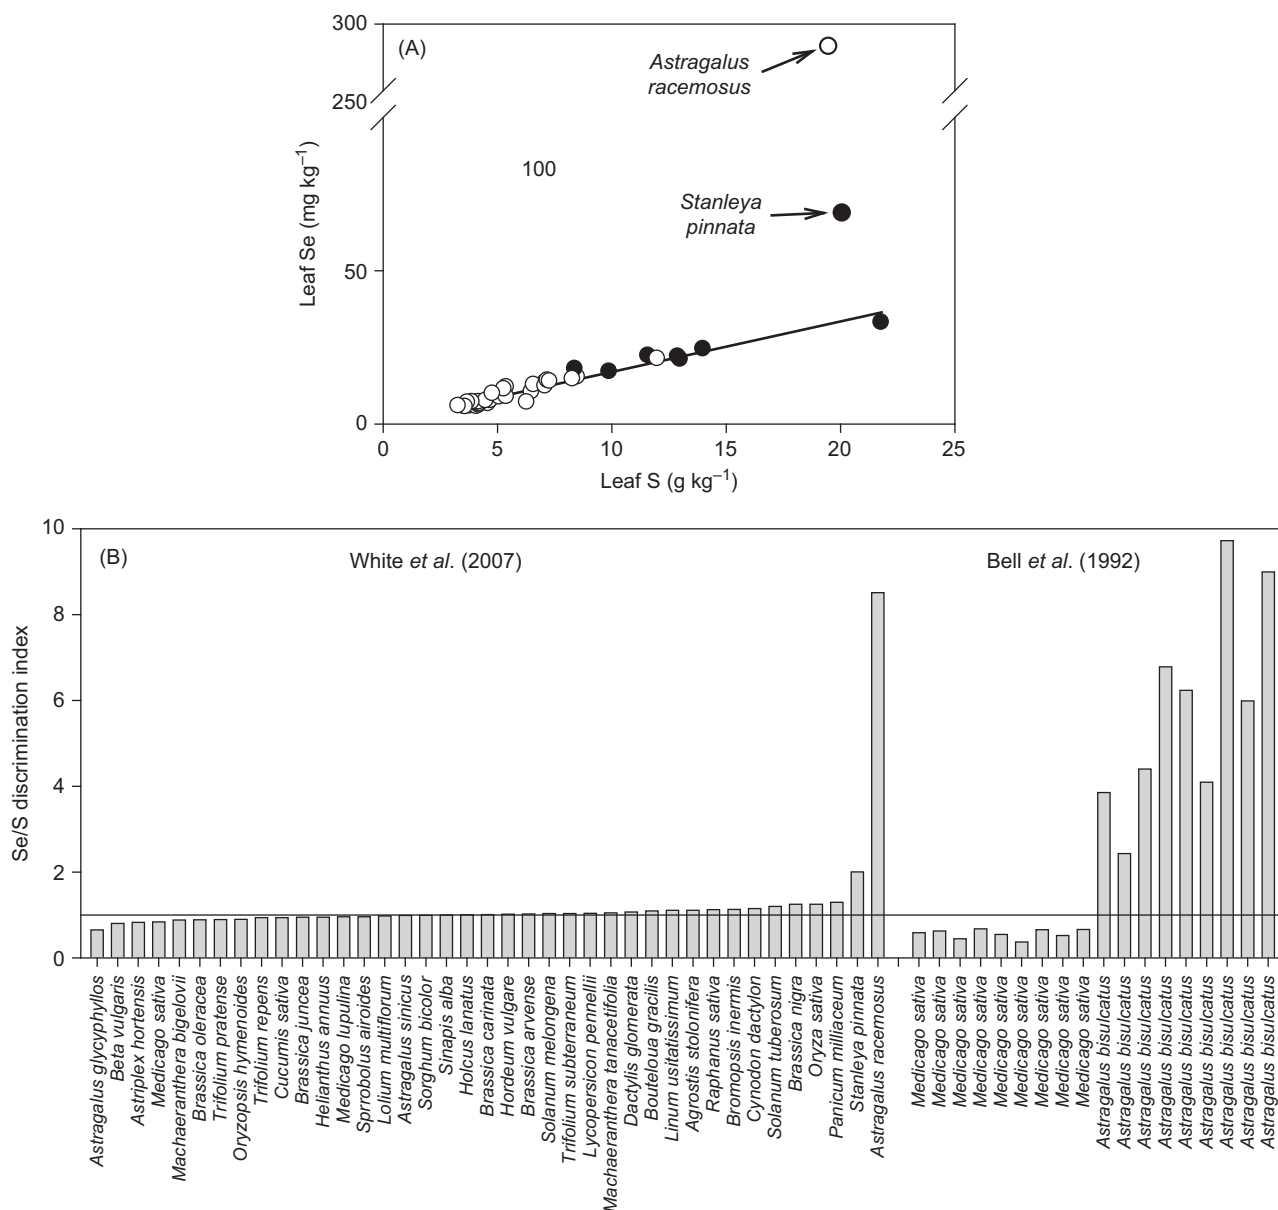 300
(A)
Astragalus
racemosus
250
100
Stanleya
pinnata
50
0
Leaf Se (mg kg⁻¹)
0 5 10 15 20 25
Leaf S (g kg⁻¹)
10
(B)
White et al. (2007)
Bell et al. (1992)
8
6
4
2
0
Se/S discrimination index
Astragalus glycyphyllos
Beta vulgaris
Astriplex hortensis
Medicago sativa
Machaeranthera bigelovii
Brassica oleracea
Trifolium pratense
Oryzopsis hymenoides
Trifolium repens
Cucumis sativa
Brassica juncea
Helianthus annuus
Medicago lupulina
Sprrobolus airoides
Lolium multiflorum
Astragalus sinicus
Sorghum bicolor
Sinapis alba
Holcus lanatus
Brassica carinata
Hordeum vulgare
Brassica arvense
Solanum melongena
Trifolium subterraneum
Lycopersicon pennellii
Machaeranthera tanacetifolia
Dactylis glomerata
Bouteloua gracilis
Linum usitatissimum
Agrostis stolonifera
Raphanus sativa
Bromopsis inermis
Cynodon dactylon
Solanum tuberosum
Brassica nigra
Oryza sativa
Panicum milliaceum
Stanleya pinnata
Astragalus racemosus
Medicago sativa
Medicago sativa
Medicago sativa
Medicago sativa
Medicago sativa
Medicago sativa
Medicago sativa
Medicago sativa
Medicago sativa
Astragalus bisulcatus
Astragalus bisulcatus
Astragalus bisulcatus
Astragalus bisulcatus
Astragalus bisulcatus
Astragalus bisulcatus
Astragalus bisulcatus
Astragalus bisulcatus
Astragalus bisulcatus